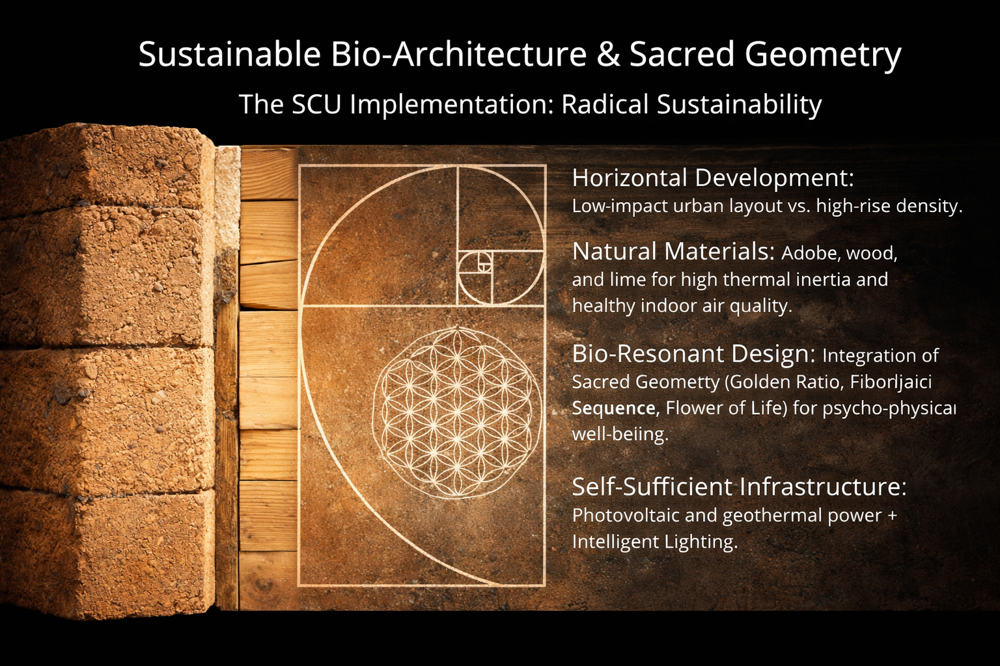 Sustainable Bio-Architecture & Sacred Geometry
The SCU Implementation: Radical Sustainability
Horizontal Development:
Low-impact urban layout vs. high-rise density.
Natural Materials: Adobe, wood,
and lime for high thermal inertia and
healthy indoor air quality.
Bio-Resonant Design: Integration of
Sacred Geometty (Golden Ratio,
Sequence, Flower of Life) for psycho-physical
well-beiing.
Self-Sufficient Infrastructure:
Photovoltaic and geothermal power +
Intelligent Lighting.